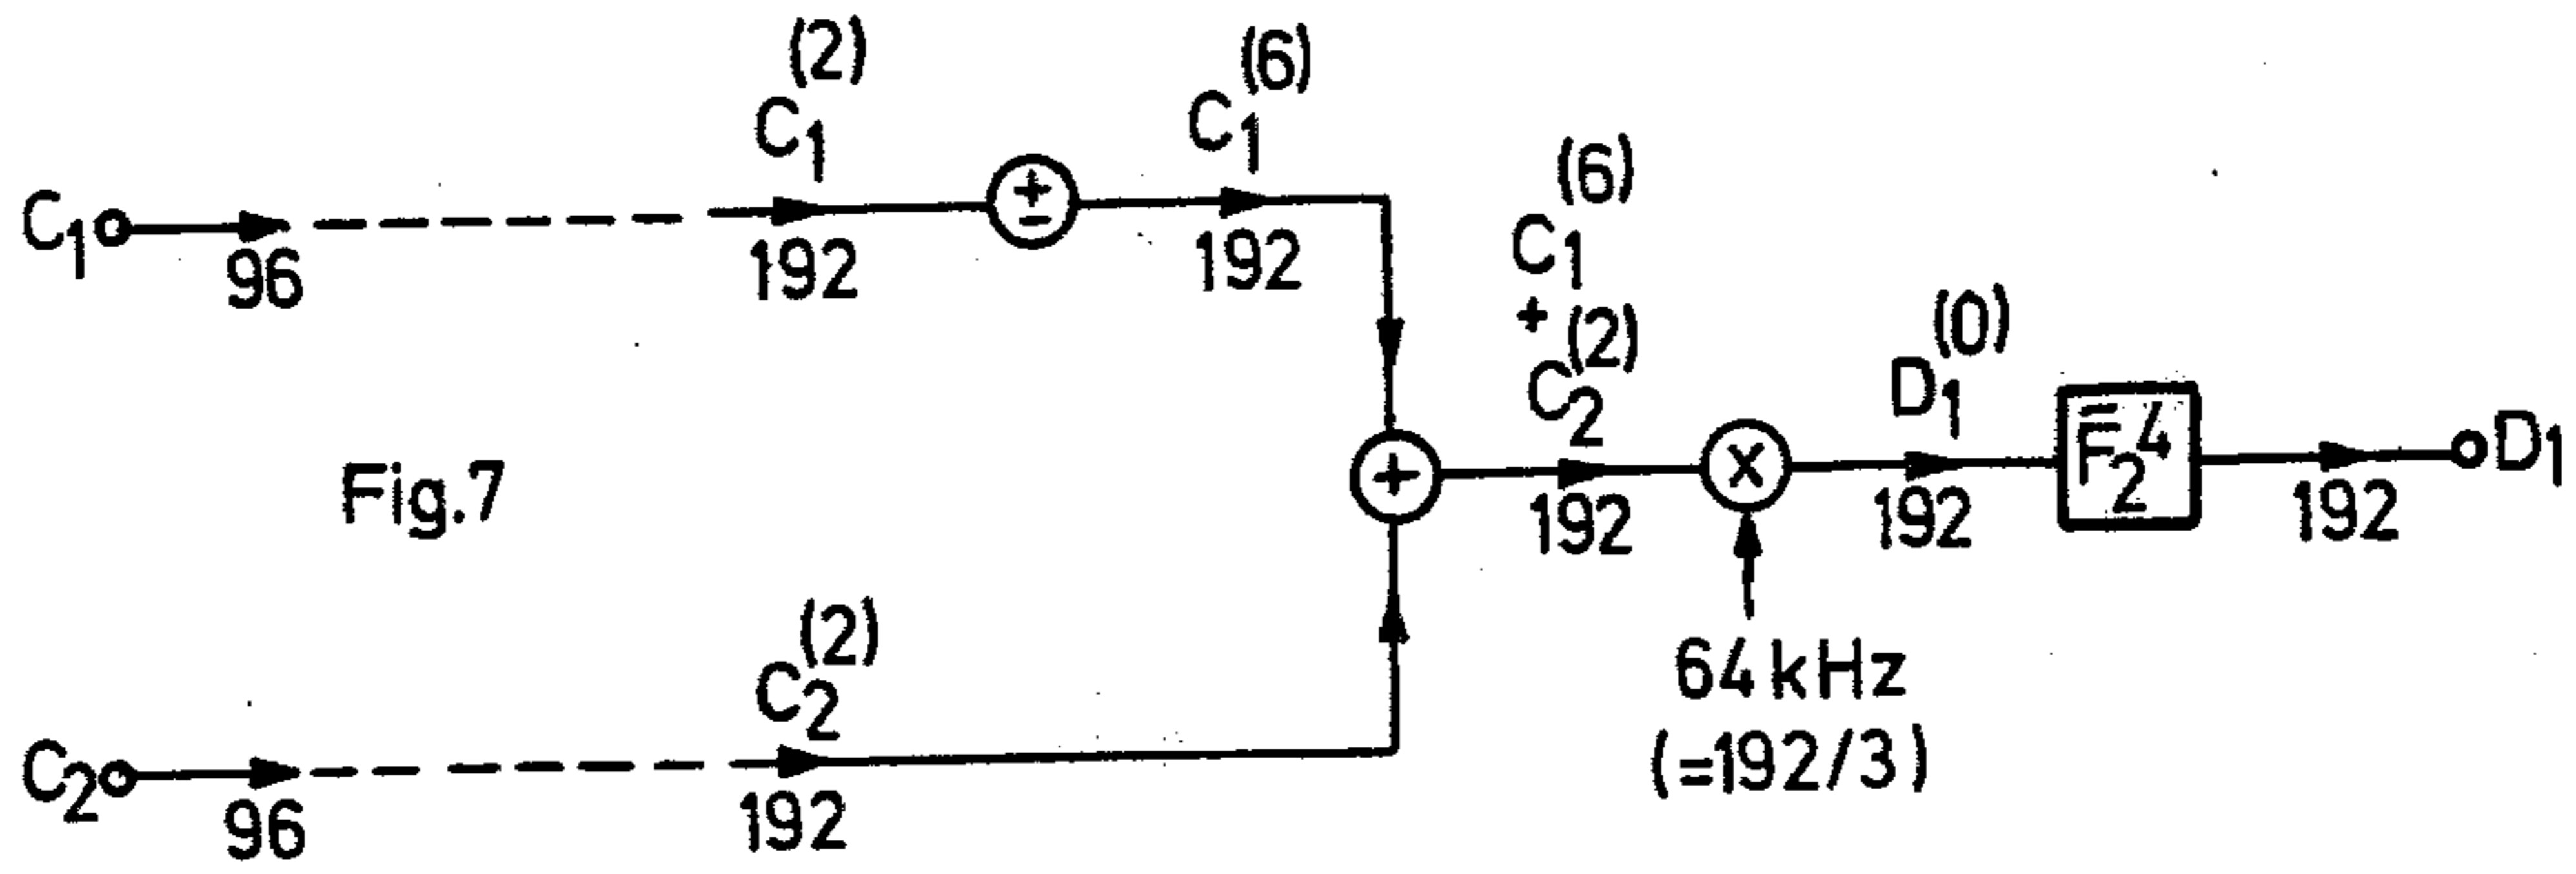 C1
96
C1(2)
192
±
C1(6)
192
C1(6)
+
C2(2)
192
+
X
64 kHz
(=192/3)
D1(0)
192
F̿2 4
192
D1
Fig.7
C2
96
C2(2)
192